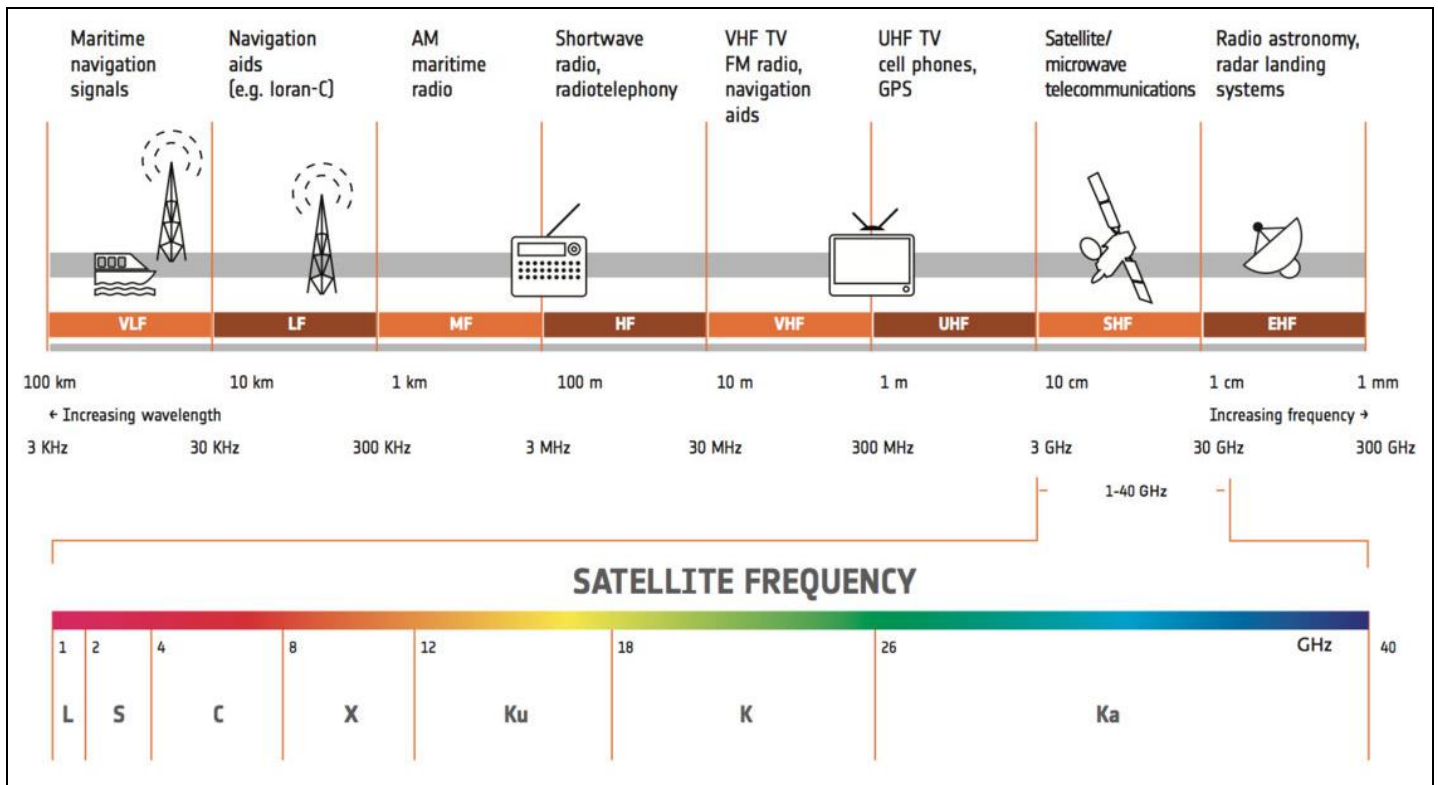 Maritime
navigation
signals
Navigation
aids
(e.g. loran-C)
AM
maritime
radio
Shortwave
radio,
radiotelephony
VHF TV
FM radio,
navigation
aids
UHF TV
cell phones,
GPS
Satellite/
microwave
telecommunications
Radio astronomy,
radar landing
systems
VLF LF MF HF VHF UHF SHF EHF
100 km 10 km 1 km 100 m 10 m 1 m 10 cm 1 cm 1 mm
← Increasing wavelength Increasing frequency →
3 KHz 30 KHz 300 KHz 3 MHz 30 MHz 300 MHz 3 GHz 30 GHz 300 GHz
1-40 GHz
SATELLITE FREQUENCY
1 2 4 8 12 18 26 GHz 40
L S C X Ku K Ka